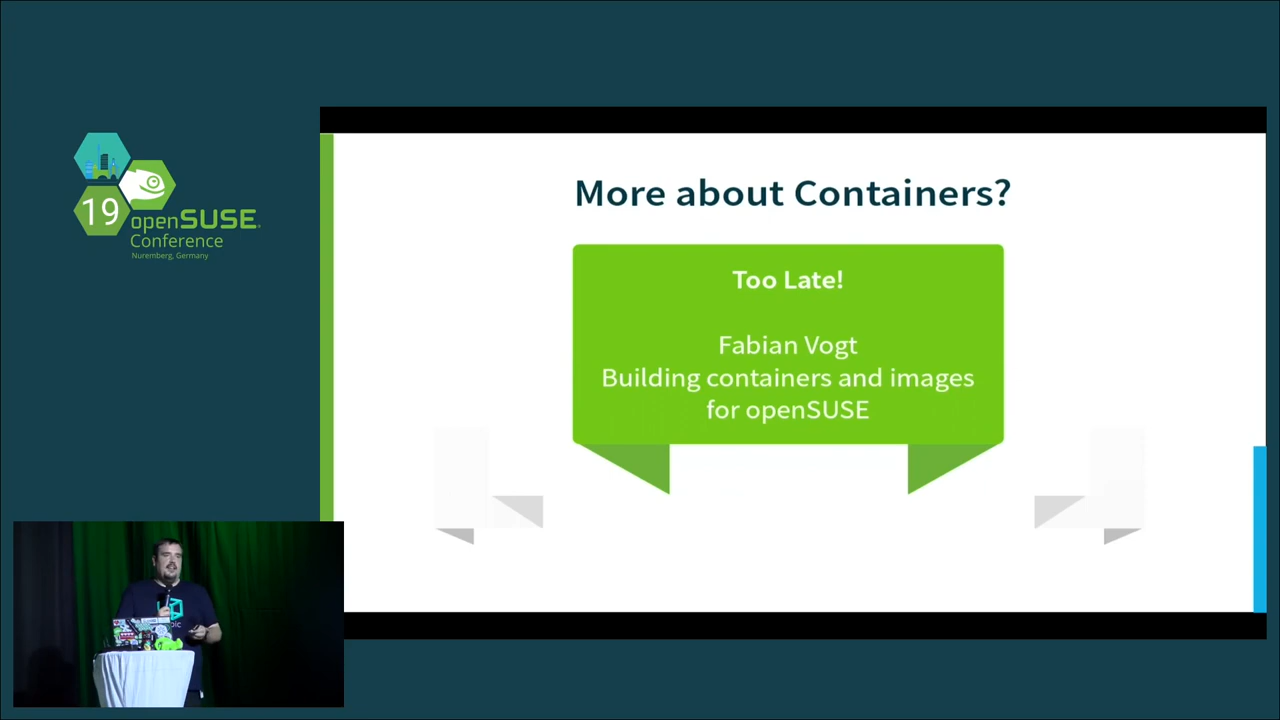 19
openSUSE
Conference
Nuremberg, Germany
More about Containers?
Too Late!
Fabian Vogt
Building containers and images
for openSUSE